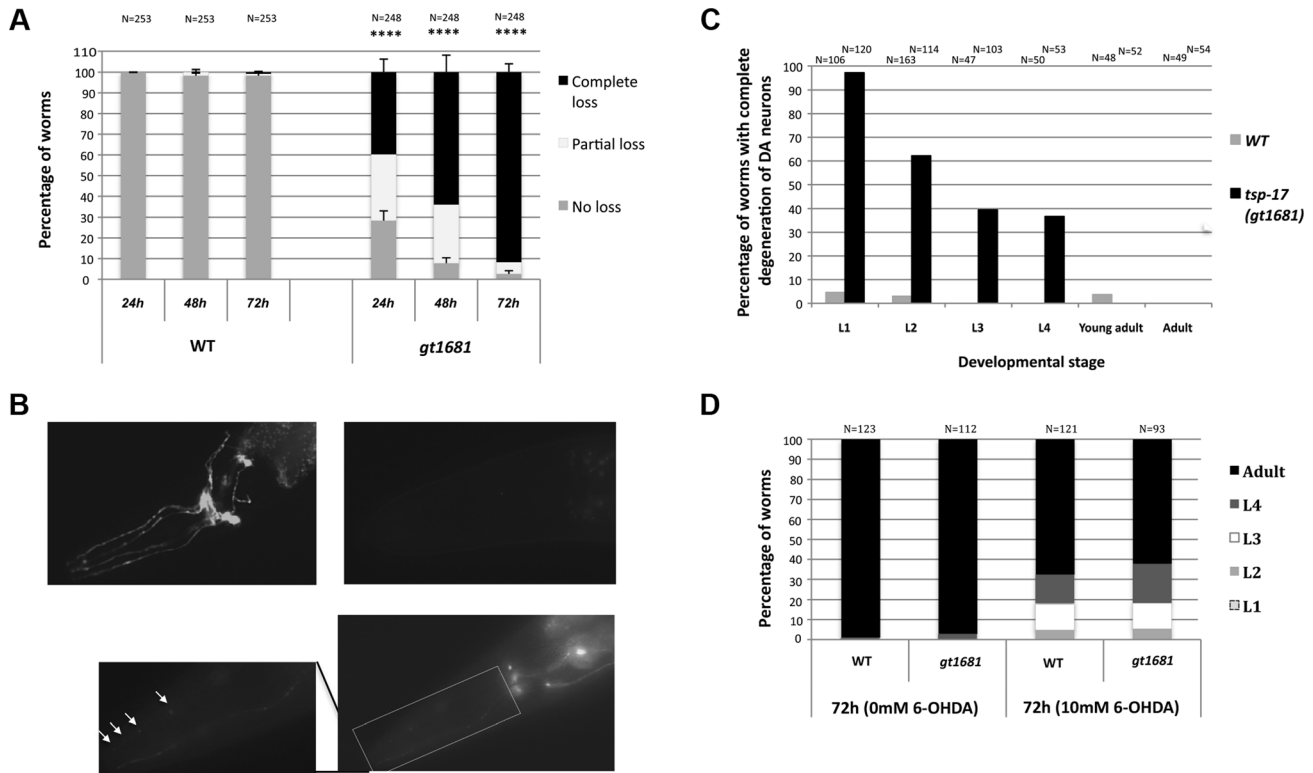 A
N=253 N=253 N=253 N=248 N=248 N=248
**** **** ****
Percentage of worms
110
100
90
80
70
60
50
40
30
20
10
0
24h 48h 72h 24h 48h 72h
WT gt1681
Complete
loss
Partial loss
No loss
B
C
N=120 N=114 N=103 N=53 N=52 N=54
N=106 N=163 N=47 N=50 N=48 N=49
Percentage of worms with complete
degeneration of DA neurons
100
90
80
70
60
50
40
30
20
10
0
L1 L2 L3 L4 Young adult Adult
Developmental stage
WT
tsp-17
(gt1681)
D
N=123 N=112 N=121 N=93
Percentage of worms
100
90
80
70
60
50
40
30
20
10
0
WT gt1681 WT gt1681
72h (0mM 6-OHDA) 72h (10mM 6-OHDA)
Adult
L4
L3
L2
L1